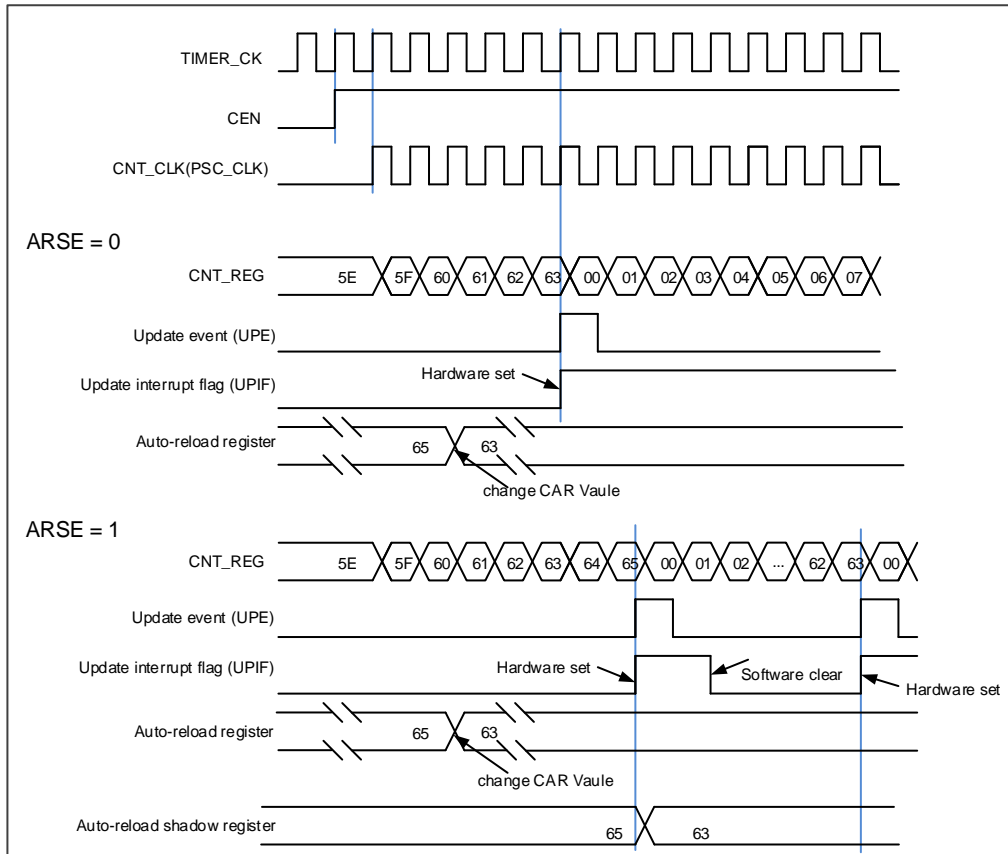 TIMER_CK
CEN
CNT_CLK(PSC_CLK)
ARSE = 0
CNT_REG 5E 5F 60 61 62 63 00 01 02 03 04 05 06 07
Update event (UPE)
Hardware set
Update interrupt flag (UPIF)
Auto-reload register 65 63
change CAR Vaule
ARSE = 1
CNT_REG 5E 5F 60 61 62 63 64 65 00 01 02 ... 62 63 00
Update event (UPE)
Update interrupt flag (UPIF) Hardware set Software clear Hardware set
Auto-reload register 65 63
change CAR Vaule
Auto-reload shadow register 65 63